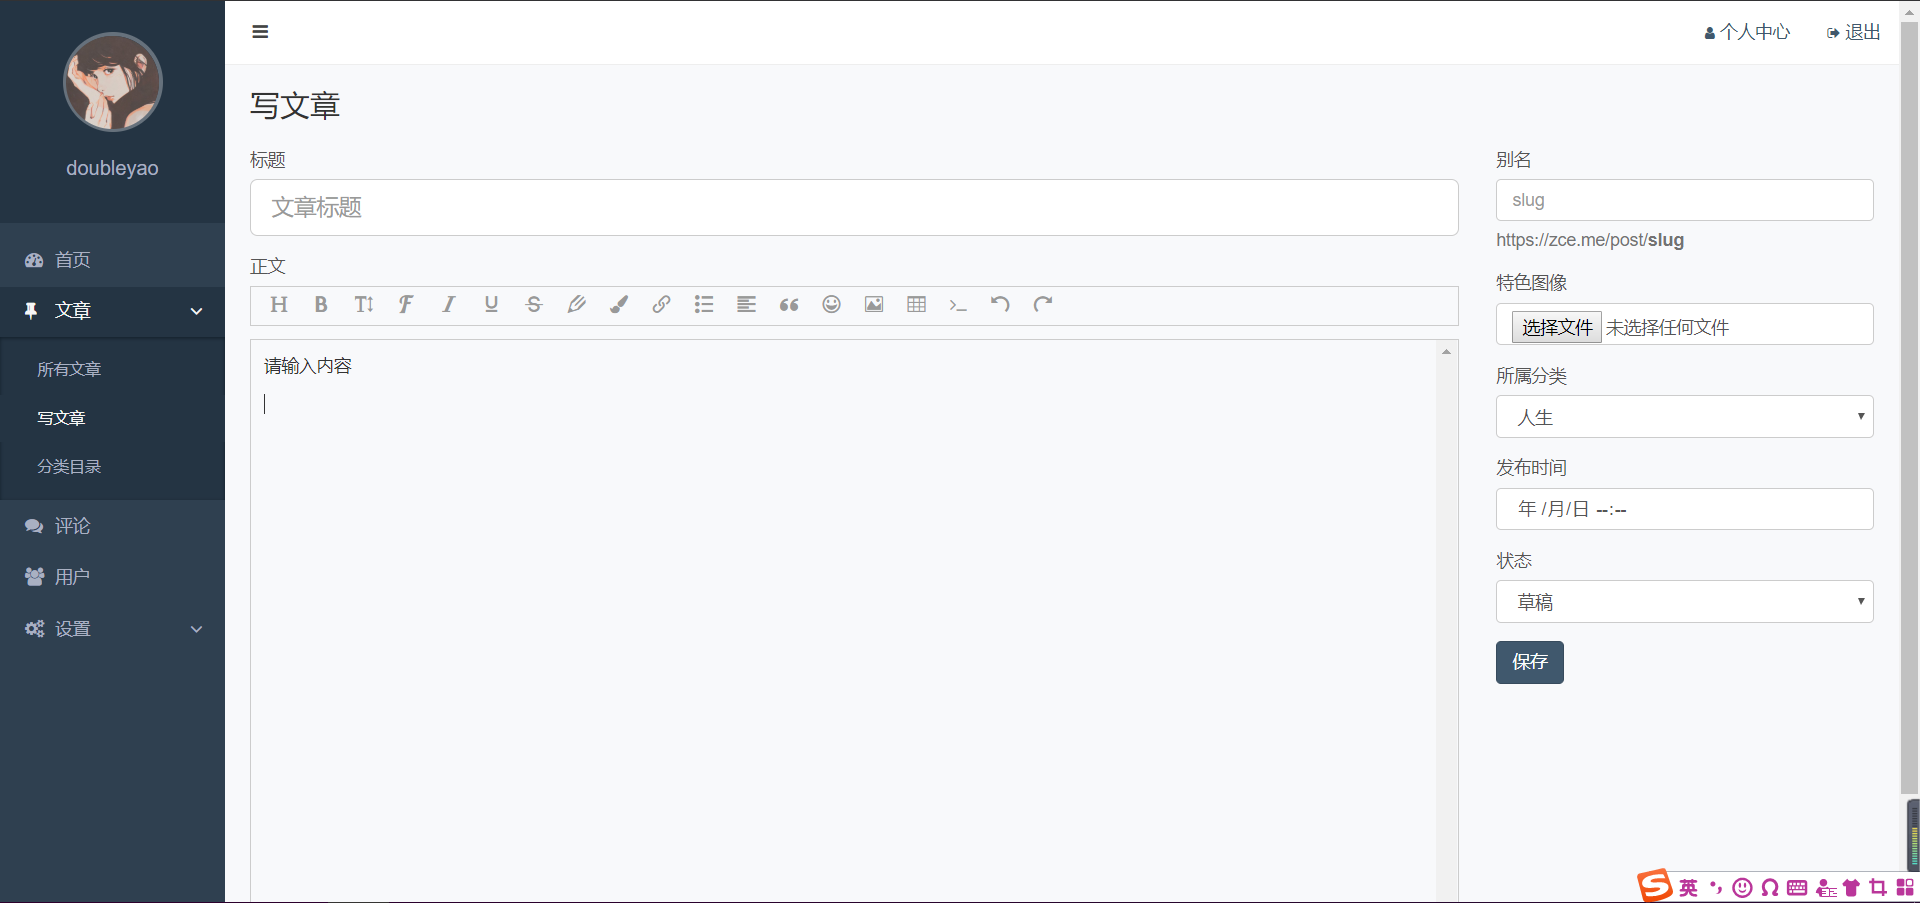 doubleyao
首页
文章
所有文章
写文章
分类目录
评论
用户
设置
个人中心
退出
写文章
标题
文章标题
正文
请输入内容
别名
slug
https://zce.me/post/slug
特色图像
选择文件 未选择任何文件
所属分类
人生
发布时间
年 /月/日 --:--
状态
草稿
保存
英